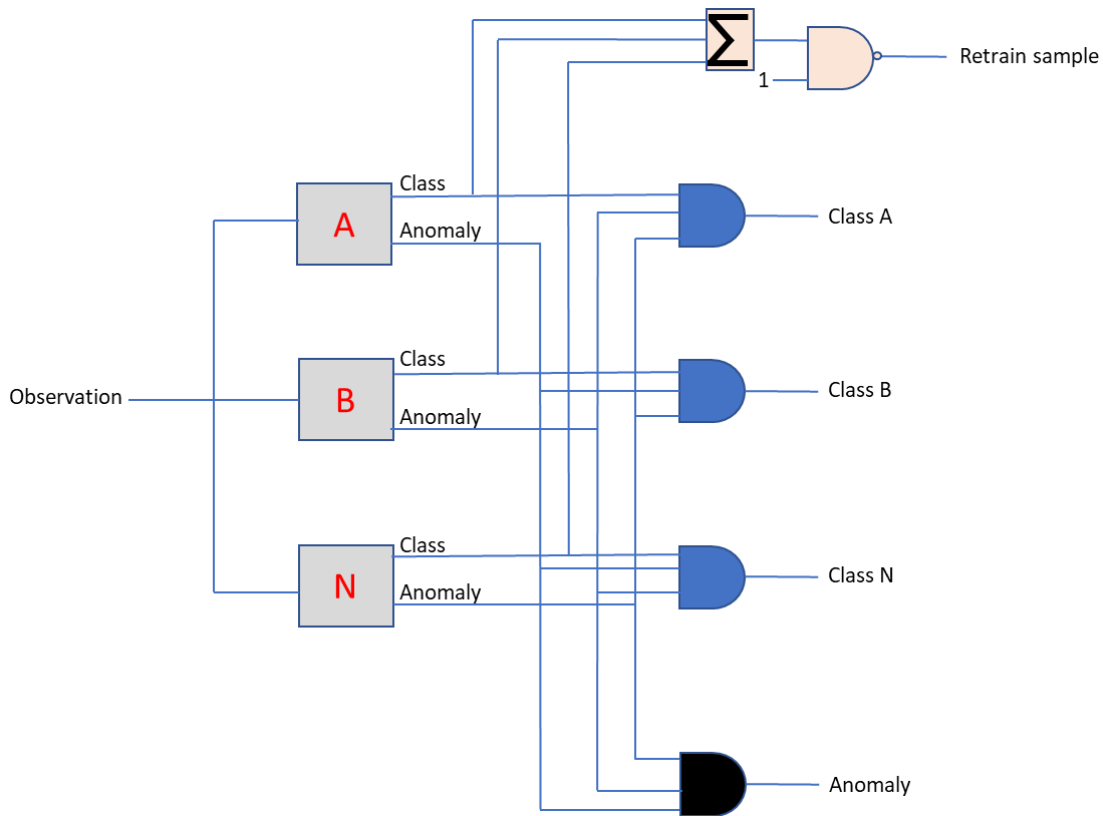 Σ
Retrain sample
1
Class
A
Class A
Anomaly
Class
Observation
B
Class B
Anomaly
Class
N
Class N
Anomaly
Anomaly